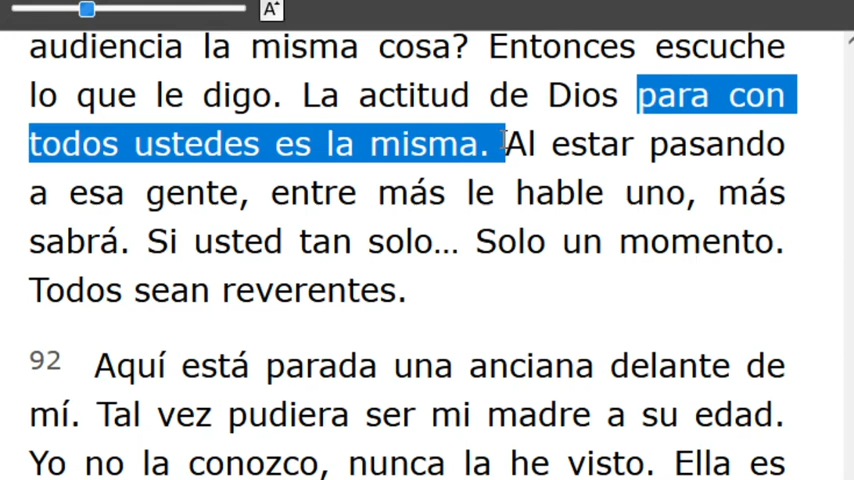 A
audiencia la misma cosa? Entonces escuche
lo que le digo. La actitud de Dios para con
todos ustedes es la misma. Al estar pasando
a esa gente, entre más le hable uno, más
sabrá. Si usted tan solo... Solo un momento.
Todos sean reverentes.
92 Aquí está parada una anciana delante de
mí. Tal vez pudiera ser mi madre a su edad.
Yo no la conozco, nunca la he visto. Ella es